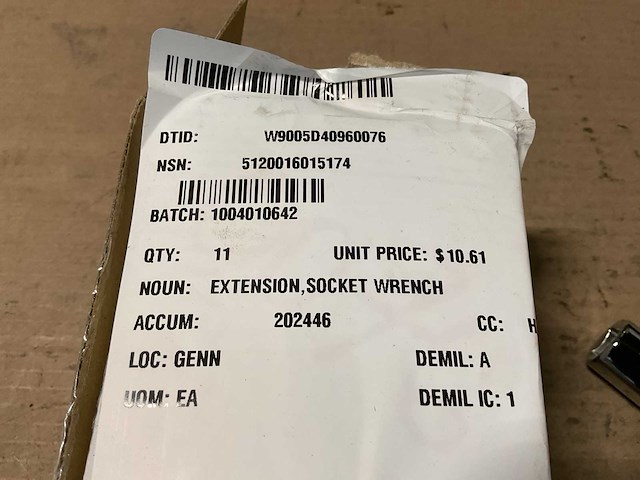 DTID: W9005D40960076
NSN: 5120016015174
BATCH: 1004010642
QTY: 11 UNIT PRICE: $10.61
NOUN: EXTENSION,SOCKET WRENCH
ACCUM: 202446 CC: H
LOC: GENN DEMIL: A
UOM: EA DEMIL IC: 1